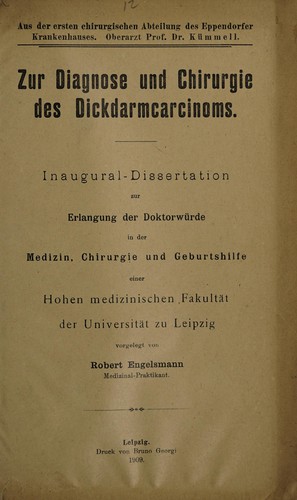 12
Aus der ersten chirurgischen Abteilung des Eppendorfer
Krankenhauses. Oberarzt Prof. Dr. Kümmell.
Zur Diagnose und Chirurgie
des Dickdarmcarcinoms.
Inaugural-Dissertation
zur
Erlangung der Doktorwürde
in der
Medizin, Chirurgie und Geburtshilfe
einer
Hohen medizinischen Fakultät
der Universität zu Leipzig
vorgelegt von
Robert Engelsmann
Medizinal-Praktikant.
Leipzig.
Druck von Bruno Georgi
1909.